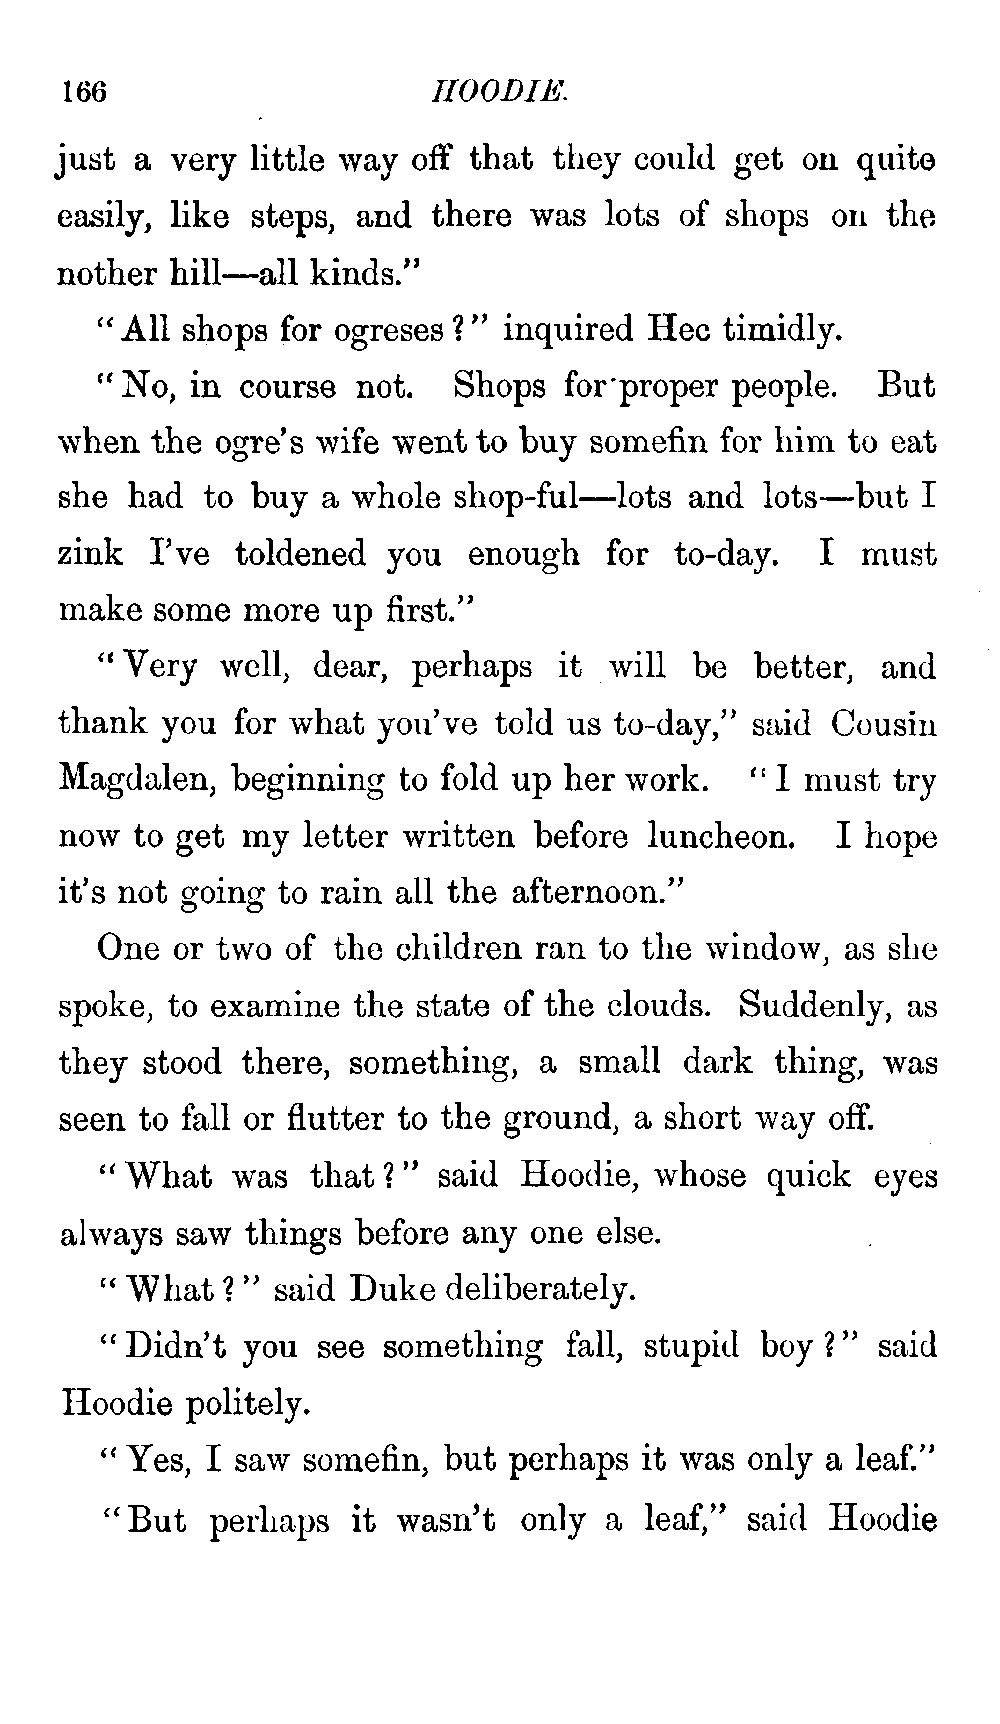 166 HOODIE.
just a very little way off that they could get on quite
easily, like steps, and there was lots of shops on the
nother hill—all kinds."
"All shops for ogreses?" inquired Hec timidly.
"No, in course not. Shops for proper people. But
when the ogre's wife went to buy somefin for him to eat
she had to buy a whole shop-ful—lots and lots—but I
zink I've toldened you enough for to-day. I must
make some more up first."
"Very well, dear, perhaps it will be better, and
thank you for what you've told us to-day," said Cousin
Magdalen, beginning to fold up her work. "I must try
now to get my letter written before luncheon. I hope
it's not going to rain all the afternoon."
One or two of the children ran to the window, as she
spoke, to examine the state of the clouds. Suddenly, as
they stood there, something, a small dark thing, was
seen to fall or flutter to the ground, a short way off.
"What was that?" said Hoodie, whose quick eyes
always saw things before any one else.
"What?" said Duke deliberately.
"Didn't you see something fall, stupid boy?" said
Hoodie politely.
"Yes, I saw somefin, but perhaps it was only a leaf."
"But perhaps it wasn't only a leaf," said Hoodie